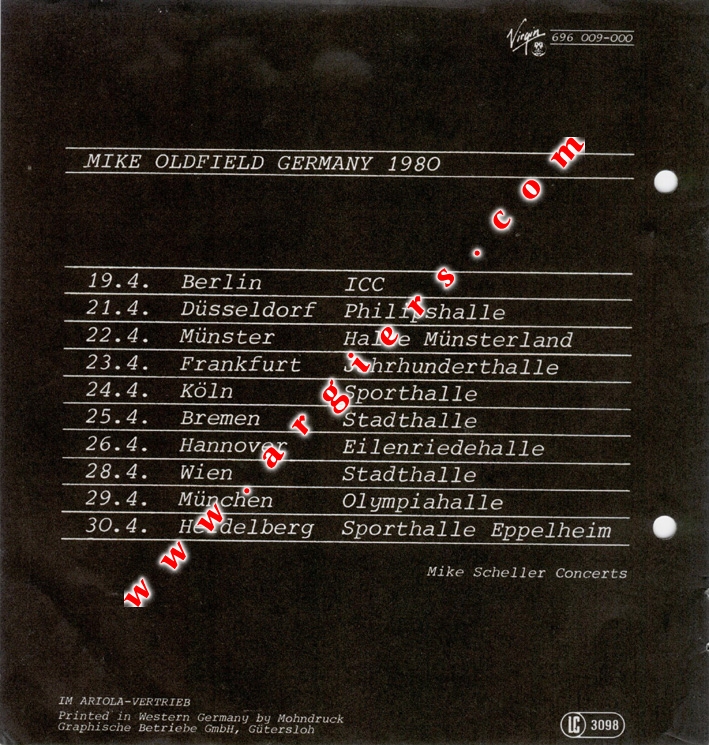 Virgin 696 009-000
MIKE OLDFIELD GERMANY 1980
19.4. Berlin ICC
21.4. Düsseldorf Philipshalle
22.4. Münster Halle Münsterland
23.4. Frankfurt Jahrhunderthalle
24.4. Köln Sporthalle
25.4. Bremen Stadthalle
26.4. Hannover Eilenriedehalle
28.4. Wien Stadthalle
29.4. München Olympiahalle
30.4. Heidelberg Sporthalle Eppelheim
www.argiers.com
Mike Scheller Concerts
IM ARIOLA-VERTRIEB
Printed in Western Germany by Mohndruck
Graphische Betriebe GmbH, Gütersloh
LC 3098